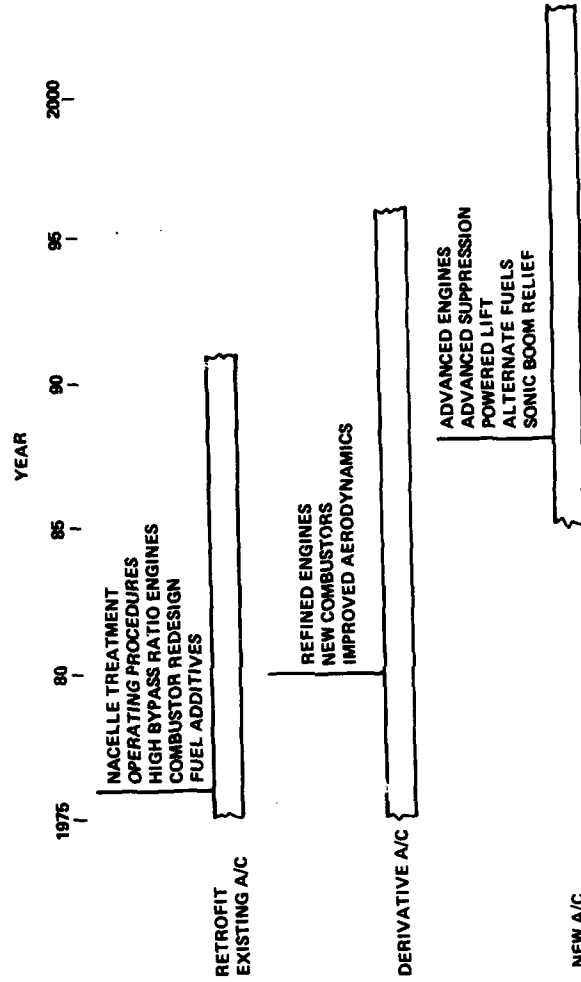 YEAR
1975
80
85
90
95
2000
NACELLE TREATMENT
OPERATING PROCEDURES
HIGH BYPASS RATIO ENGINES
COMBUSTOR REDESIGN
FUEL ADDITIVES
RETROFIT
EXISTING A/C
REFINED ENGINES
NEW COMBUSTORS
IMPROVED AERODYNAMICS
DERIVATIVE A/C
ADVANCED ENGINES
ADVANCED SUPPRESSION
POWERED LIFT
ALTERNATE FUELS
SONIC BOOM RELIEF
NEW A/C